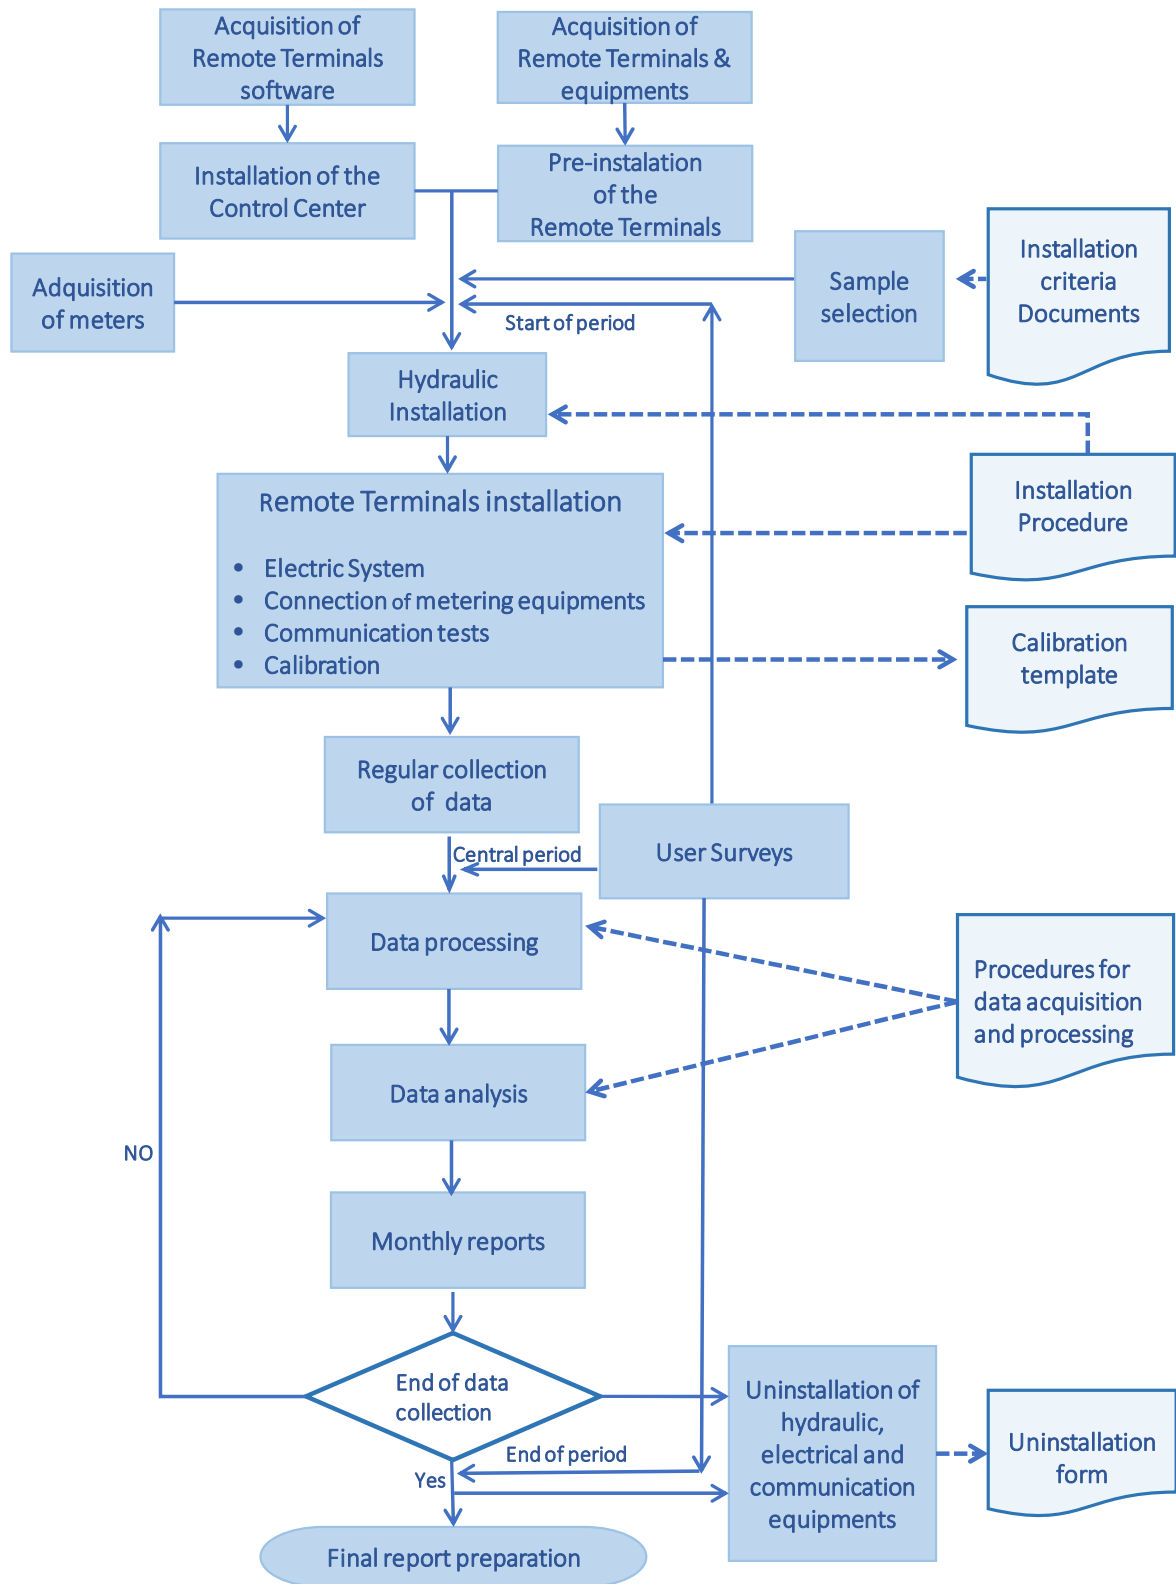 Acquisition of
Remote Terminals
software
Acquisition of
Remote Terminals &
equipments
Installation of the
Control Center
Pre-instalation
of the
Remote Terminals
Adquisition
of meters
Sample
selection
Installation
criteria
Documents
Start of period
Hydraulic
Installation
Remote Terminals installation
• Electric System
• Connection of metering equipments
• Communication tests
• Calibration
Installation
Procedure
Calibration
template
Regular collection
of data
Central period
User Surveys
Data processing
Procedures for
data acquisition
and processing
Data analysis
NO
Monthly reports
End of data
collection
Uninstallation of
hydraulic,
electrical and
communication
equipments
Uninstallation
form
End of period
Yes
Final report preparation